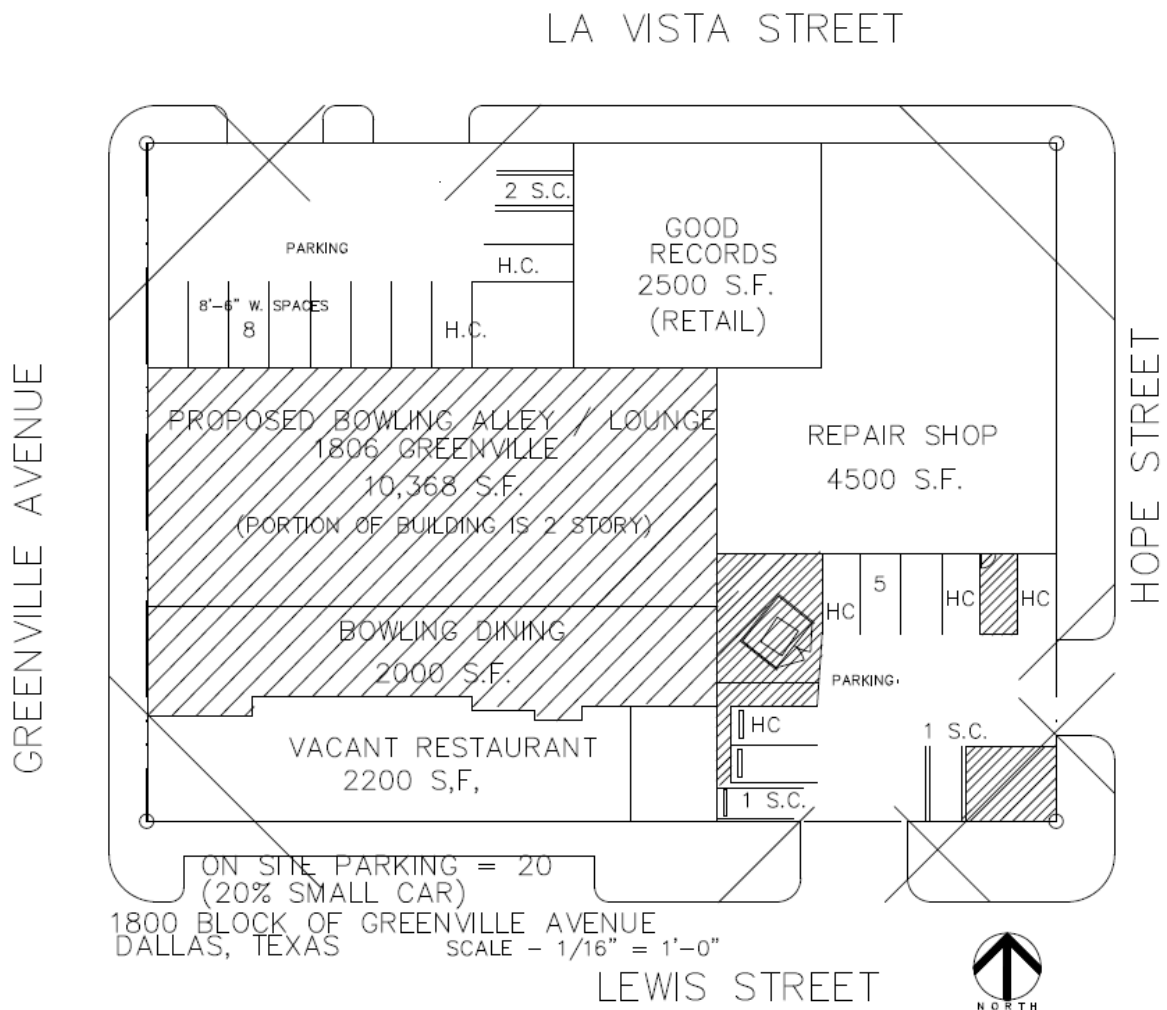 LA VISTA STREET
2 S.C.
GOOD
RECORDS
2500 S.F.
(RETAIL)
PARKING
H.C.
8'-6" W. SPACES
8
H.C.
GREENVILLE AVENUE
HOPE STREET
PROPOSED BOWLING ALLEY / LOUNGE
1806 GREENVILLE
10,368 S.F.
(PORTION OF BUILDING IS 2 STORY)
REPAIR SHOP
4500 S.F.
BOWLING DINING
2000 S.F.
HC
5
HC
HC
PARKING
VACANT RESTAURANT
2200 S,F,
HC
1 S.C.
1 S.C.
ON SITE PARKING = 20
(20% SMALL CAR)
1800 BLOCK OF GREENVILLE AVENUE
DALLAS, TEXAS SCALE - 1/16" = 1'-0"
LEWIS STREET
NORTH